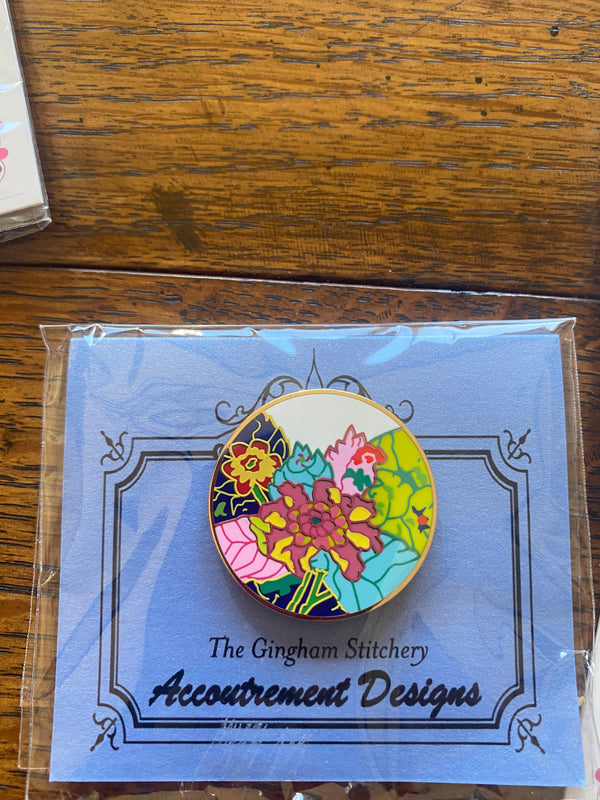 The Gingham Stitchery
Accoutrement Designs